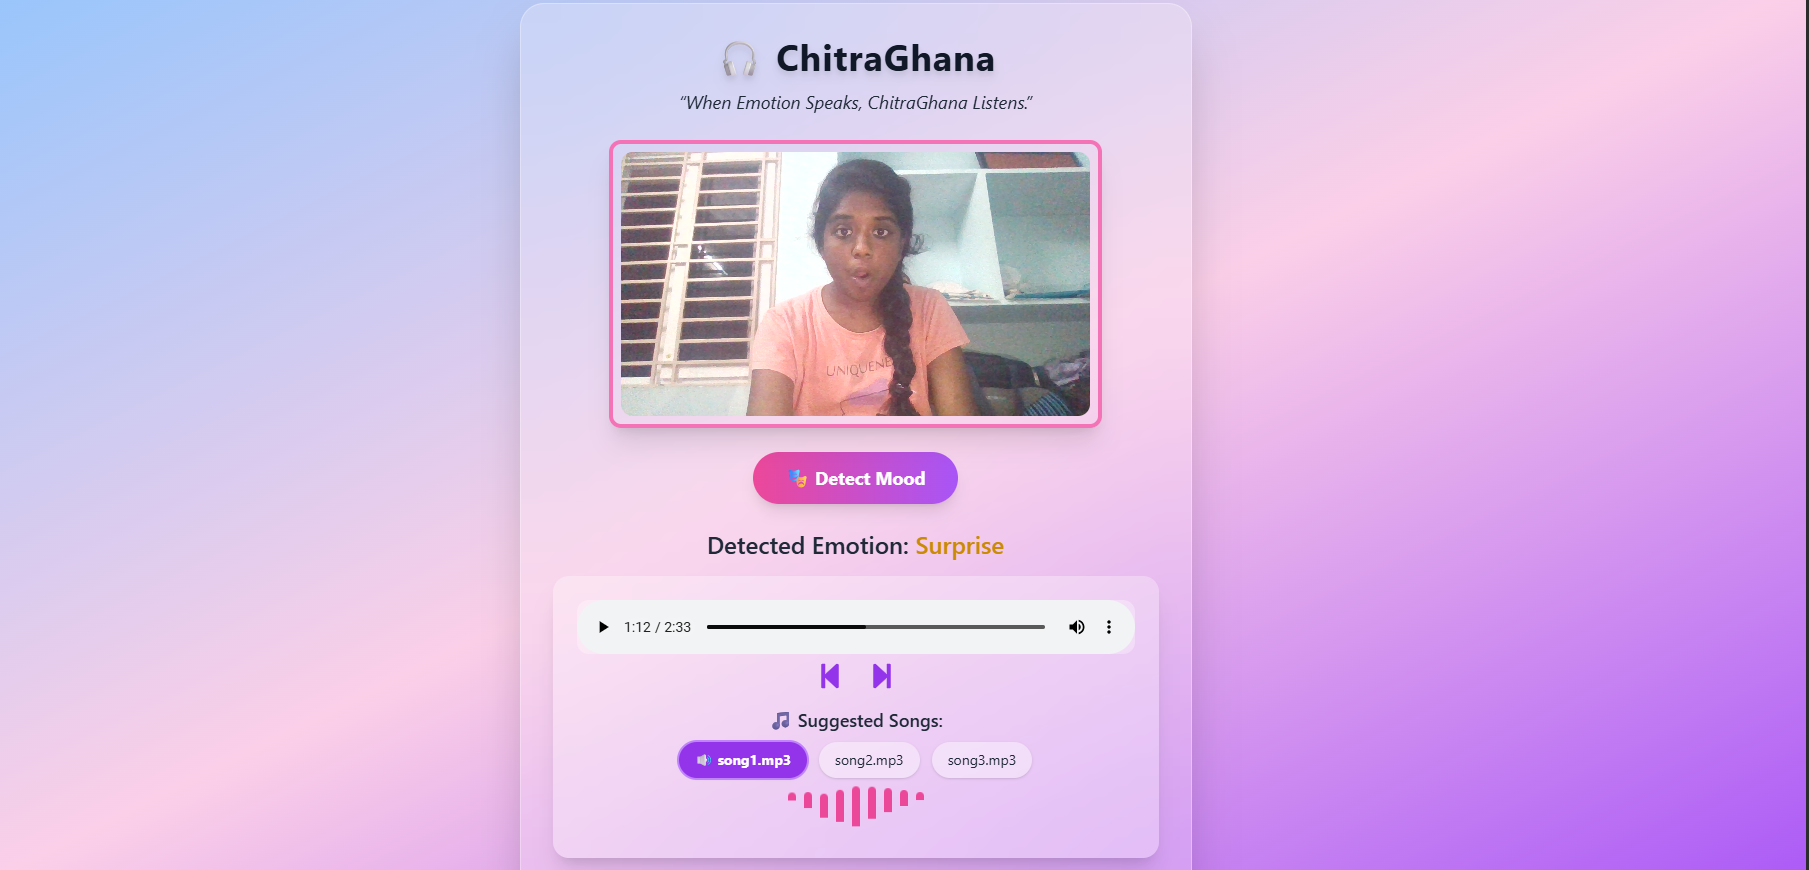 ChitraGhana
“When Emotion Speaks, ChitraGhana Listens.”
Detect Mood
Detected Emotion: Surprise
1:12 / 2:33
Suggested Songs:
song1.mp3 song2.mp3 song3.mp3